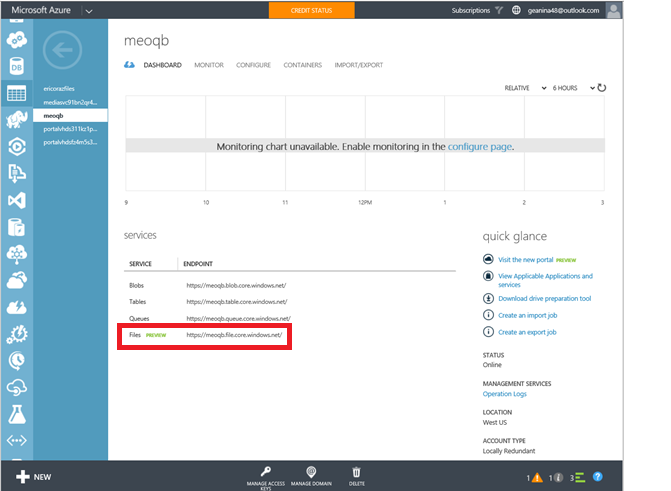 Microsoft Azure
CREDIT STATUS
Subscriptions
geanina48@outlook.com
DB
ericorazfiles
mediasvc91bn2qr4...
meoqb
portalvhdb311kz1p...
portalvhdsfb4m5s3...
meoqb
DASHBOARD MONITOR CONFIGURE CONTAINERS IMPORT/EXPORT
RELATIVE 6 HOURS
Monitoring chart unavailable. Enable monitoring in the configure page.
9 10 11 12PM 1 2 3
services
SERVICE ENDPOINT
Blobs https://meoqb.blob.core.windows.net/
Tables https://meoqb.table.core.windows.net/
Queues https://meoqb.queue.core.windows.net/
Files PREVIEW https://meoqb.file.core.windows.net/
quick glance
Visit the new portal PREVIEW
View Applicable Applications and
services
Download drive preparation tool
Create an import job
Create an export job
STATUS
Online
MANAGEMENT SERVICES
Operation Logs
LOCATION
West US
ACCOUNT TYPE
Locally Redundant
NEW
MANAGE ACCESS
KEYS
MANAGE DOMAIN
DELETE
1 1 3 ?